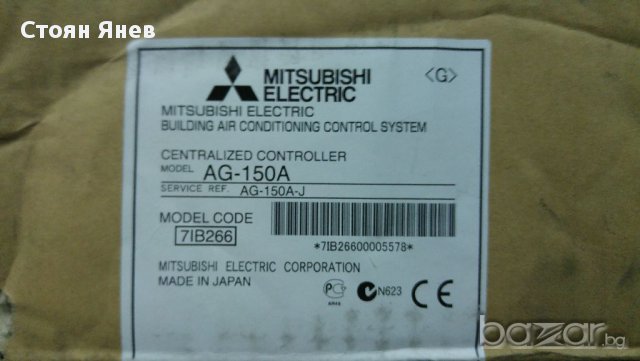 Стоян Янев
MITSUBISHI
ELECTRIC
<G>
MITSUBISHI ELECTRIC
BUILDING AIR CONDITIONING CONTROL SYSTEM
CENTRALIZED CONTROLLER
MODEL AG-150A
SERVICE REF. AG-150A-J
MODEL CODE
7IB266
*7IB26600005578*
MITSUBISHI ELECTRIC CORPORATION
MADE IN JAPAN
N623
CE
bazar.bg